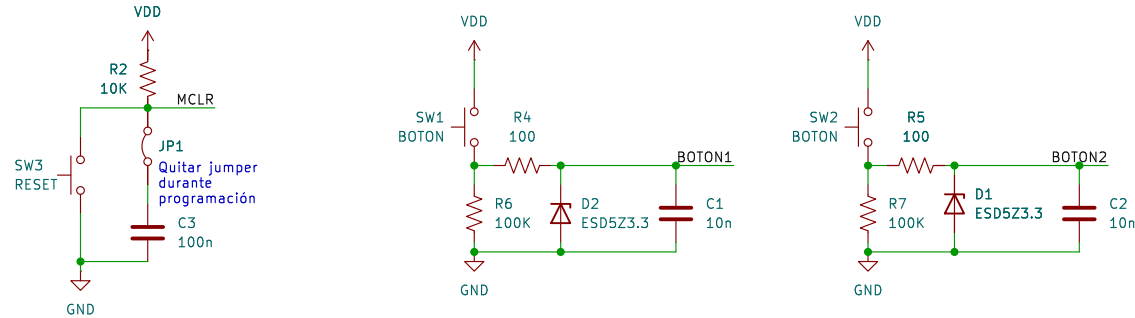 VDD
R2
10K
MCLR
JP1
SW3
RESET
Quitar jumper
durante
programación
C3
100n
GND
VDD
SW1
BOTON
R4
100
BOTON1
R6
100K
D2
ESD5Z3.3
C1
10n
GND
VDD
SW2
BOTON
R5
100
BOTON2
R7
100K
D1
ESD5Z3.3
C2
10n
GND